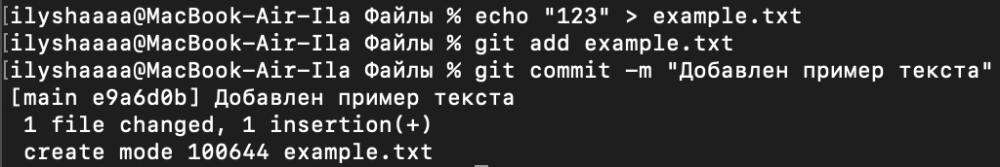 [ilyshaaaa@MacBook-Air-Ila Файлы % echo "123" > example.txt
[ilyshaaaa@MacBook-Air-Ila Файлы % git add example.txt
[ilyshaaaa@MacBook-Air-Ila Файлы % git commit -m "Добавлен пример текста"
[main e9a6d0b] Добавлен пример текста
1 file changed, 1 insertion(+)
create mode 100644 example.txt